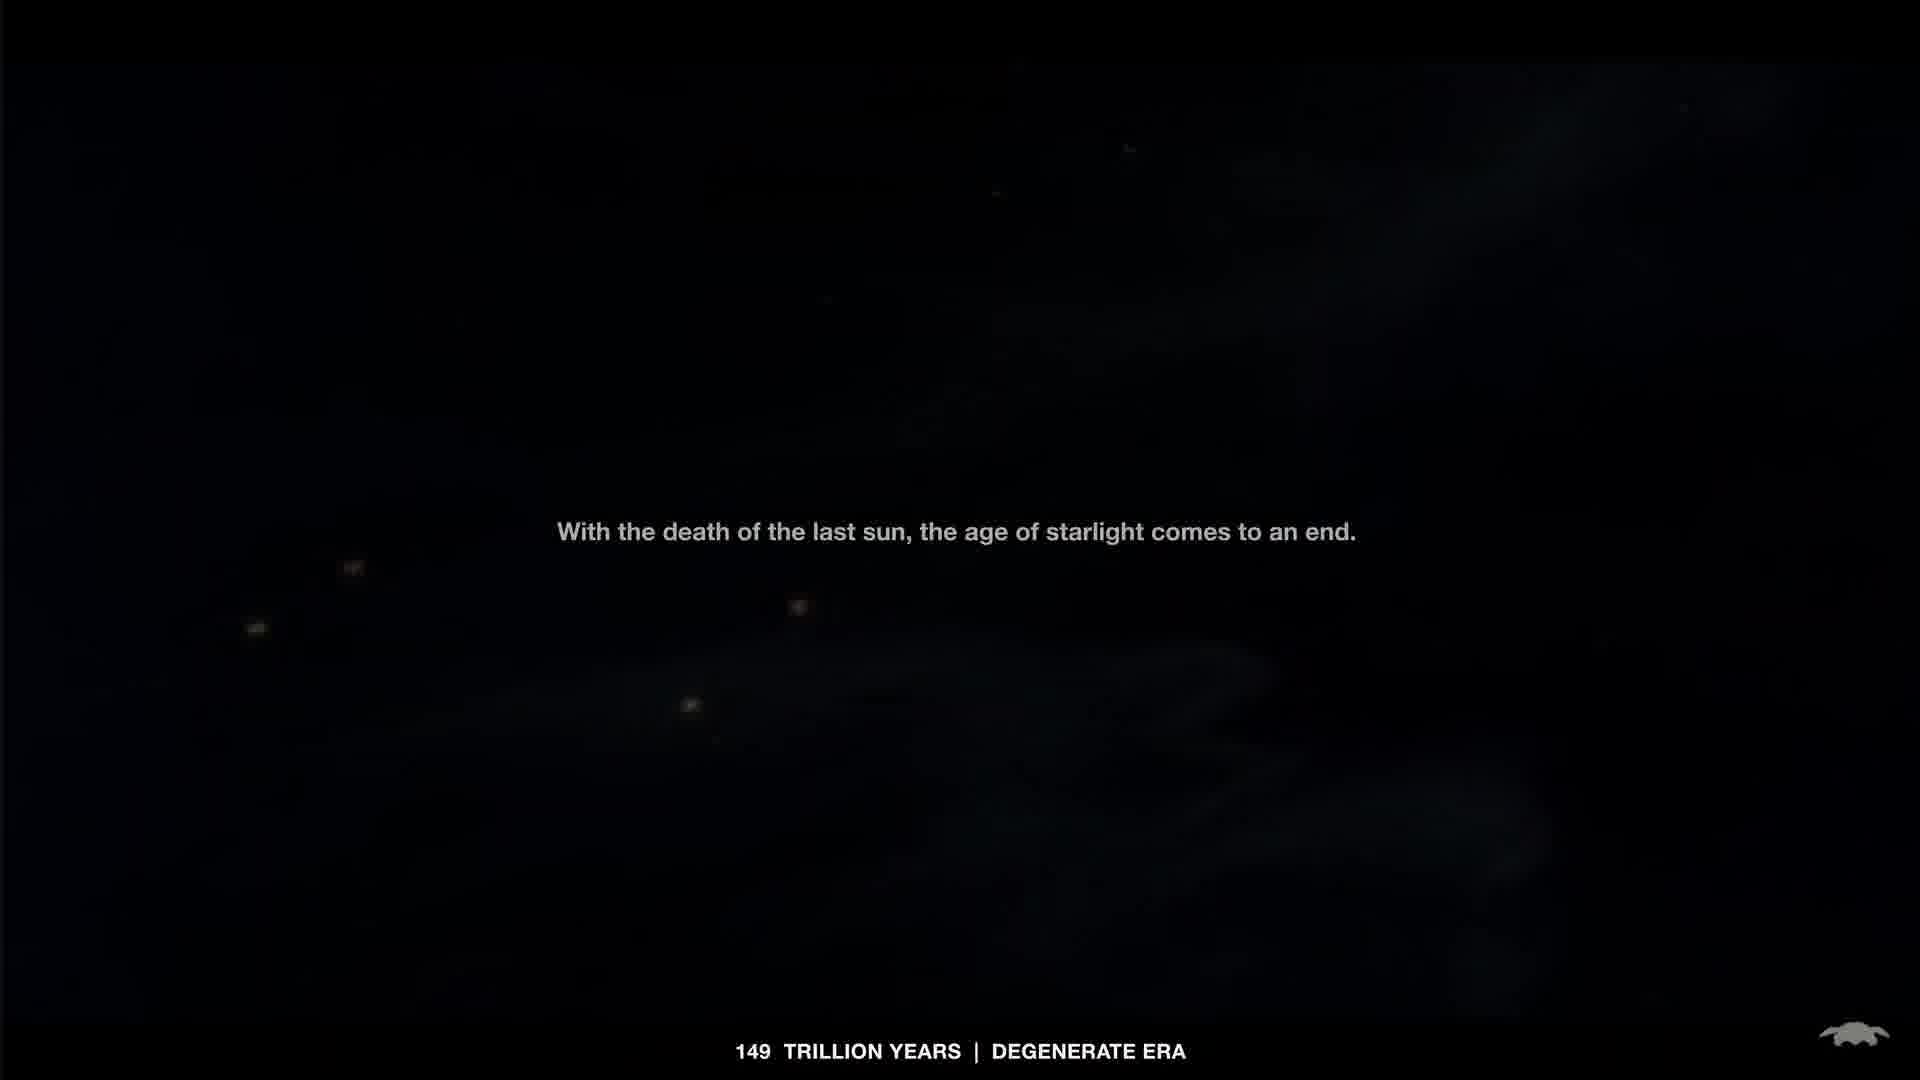 With the death of the last sun, the age of starlight comes to an end.
149 TRILLION YEARS | DEGENERATE ERA